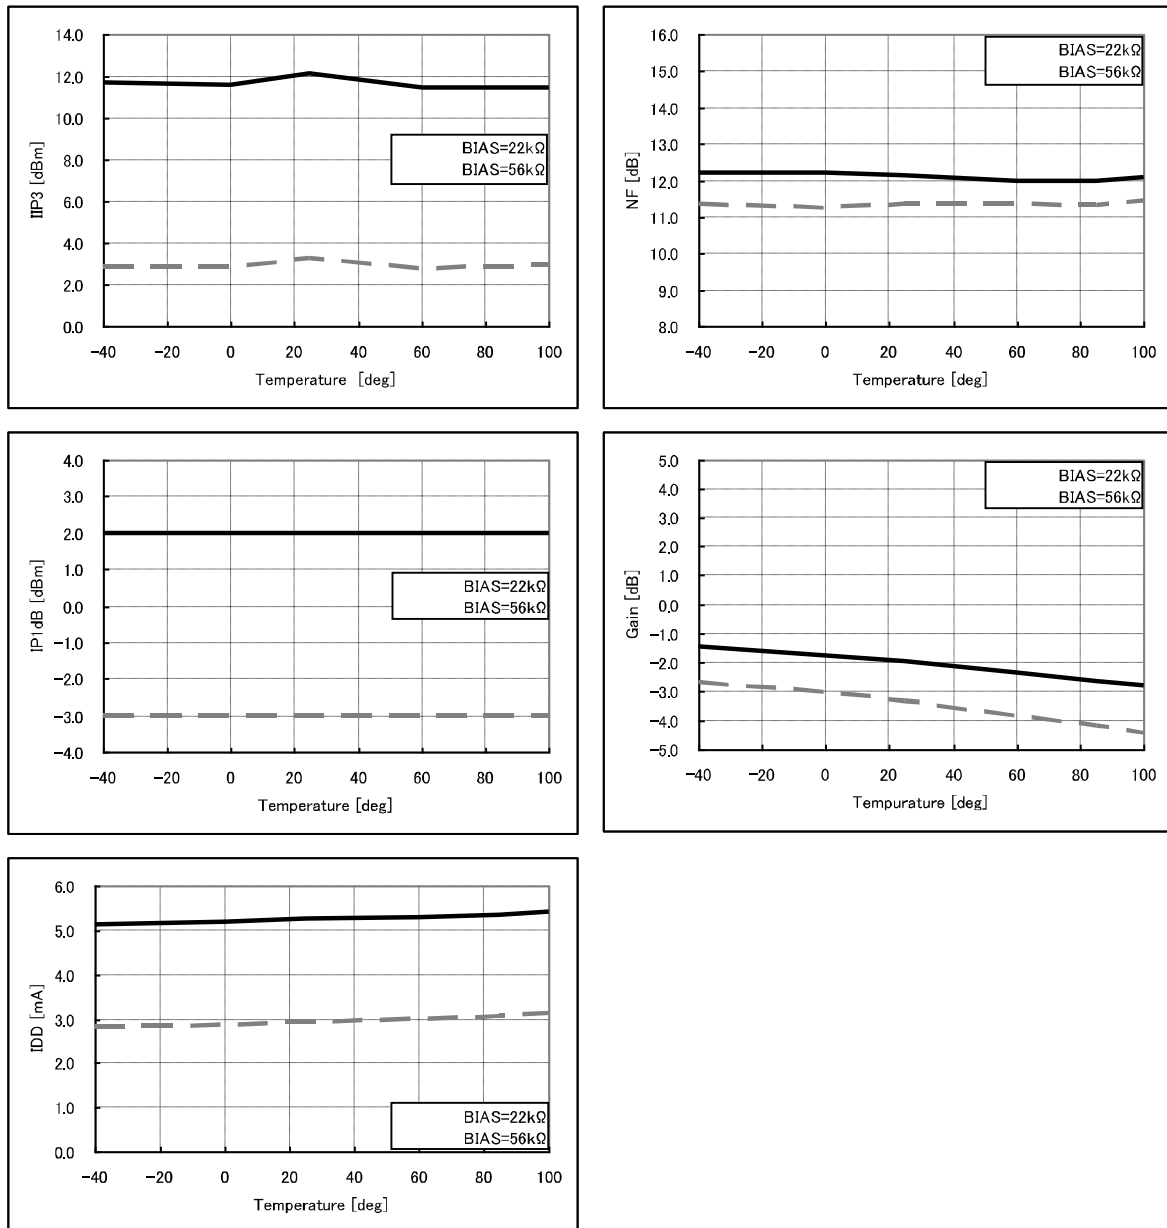 14.0
12.0
10.0
8.0
6.0
4.0
2.0
0.0
IIP3 [dBm]
BIAS=22kΩ
BIAS=56kΩ
-40 -20 0 20 40 60 80 100
Temperature [deg]
16.0
15.0
14.0
13.0
12.0
11.0
10.0
9.0
8.0
NF [dB]
BIAS=22kΩ
BIAS=56kΩ
-40 -20 0 20 40 60 80 100
Temperature [deg]
4.0
3.0
2.0
1.0
0.0
-1.0
-2.0
-3.0
-4.0
IP1dB [dBm]
BIAS=22kΩ
BIAS=56kΩ
-40 -20 0 20 40 60 80 100
Temperature [deg]
5.0
4.0
3.0
2.0
1.0
0.0
-1.0
-2.0
-3.0
-4.0
-5.0
Gain [dB]
BIAS=22kΩ
BIAS=56kΩ
-40 -20 0 20 40 60 80 100
Tempurature [deg]
6.0
5.0
4.0
3.0
2.0
1.0
0.0
IDD [mA]
BIAS=22kΩ
BIAS=56kΩ
-40 -20 0 20 40 60 80 100
Temperature [deg]